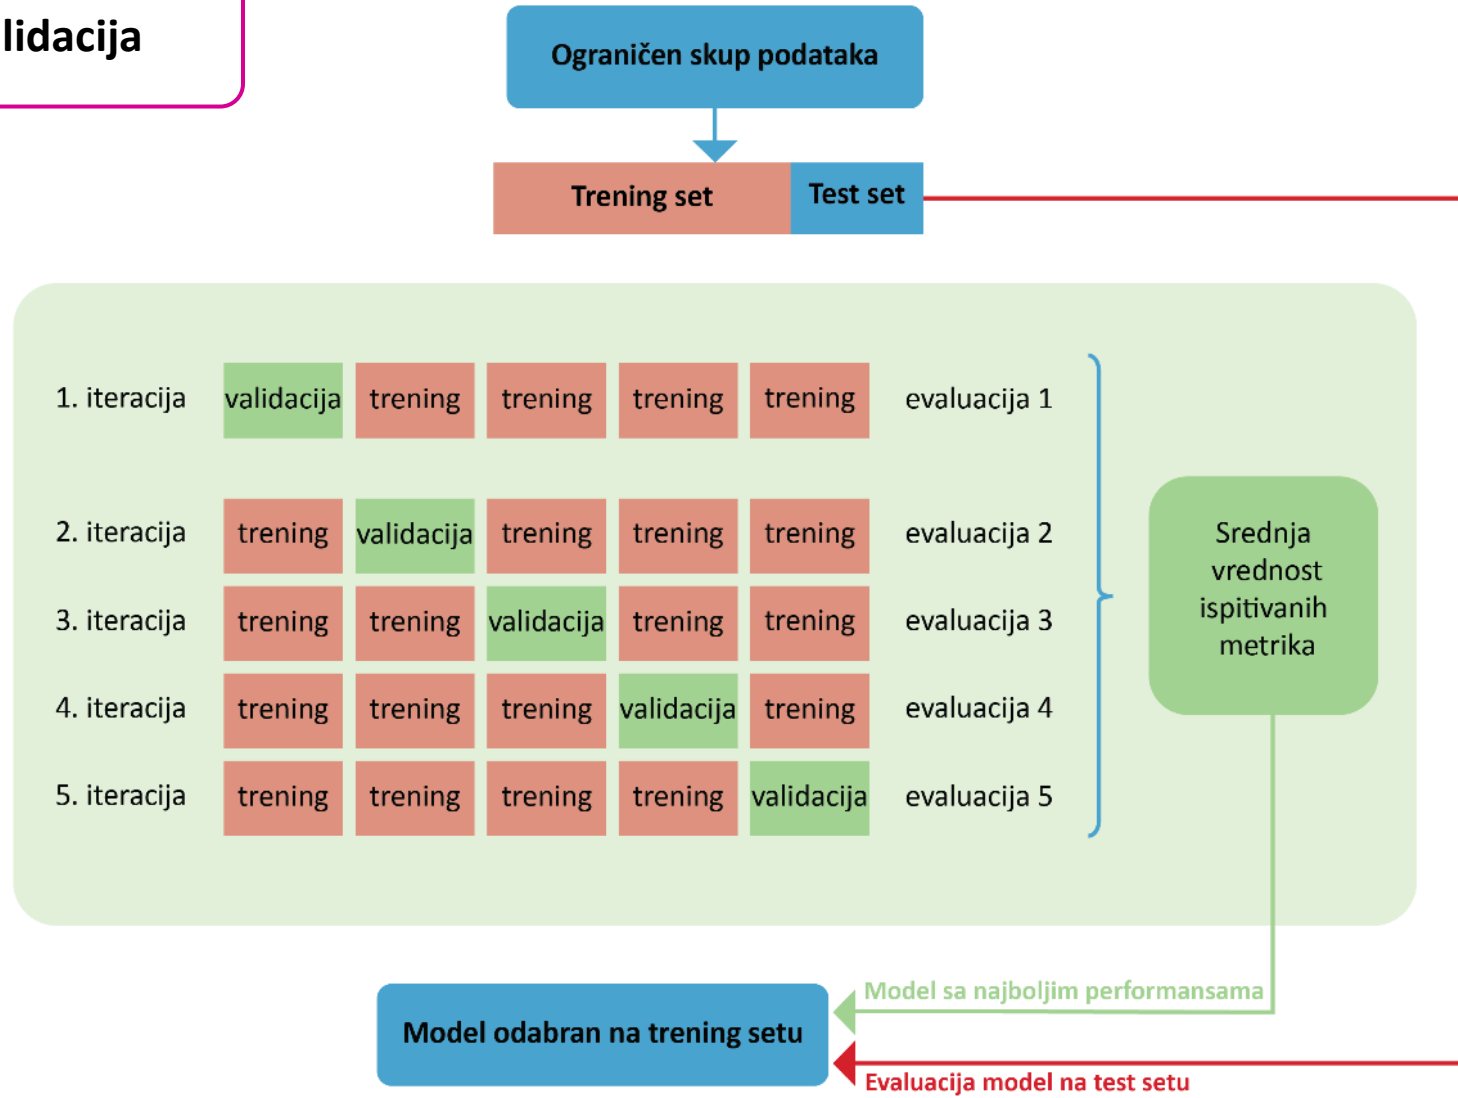 lidacija
Ograničen skup podataka
Trening set Test set
1. iteracija validacija trening trening trening trening evaluacija 1
2. iteracija trening validacija trening trening trening evaluacija 2
3. iteracija trening trening validacija trening trening evaluacija 3
4. iteracija trening trening trening validacija trening evaluacija 4
5. iteracija trening trening trening trening validacija evaluacija 5
Srednja
vrednost
ispitivanih
metrika
Model sa najboljim performansama
Model odabran na trening setu
Evaluacija model na test setu